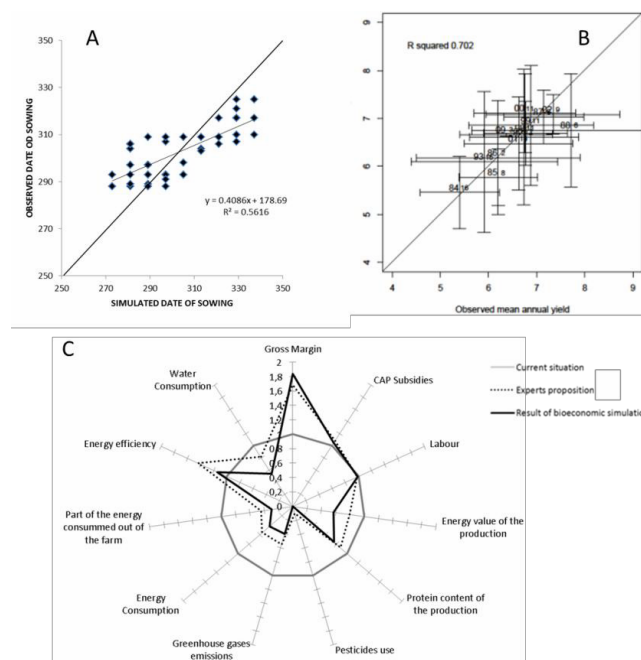 A
350
330
310
290
270
250
OBSERVED DATE OD SOWING
y = 0.4086x + 178.69
R² = 0.5616
250
270
290
310
330
350
SIMULATED DATE OF SOWING
B
R squared 0.702
9
8
7
6
5
4
93
85
84
4
5
6
7
8
9
Observed mean annual yield
C
Gross Margin
Water
Consumption
CAP Subsidies
Energy efficiency
Labour
Part of the energy
consummed out of
the farm
Energy value of the
production
Energy
Consumption
Protein content of
the production
Greenhouse gases
emissions
Pesticides use
2
1,8
1,6
1,4
1,2
1
0,8
0,6
0,4
0,2
0
Current situation
Experts proposition
Result of bioeconomic simulatio